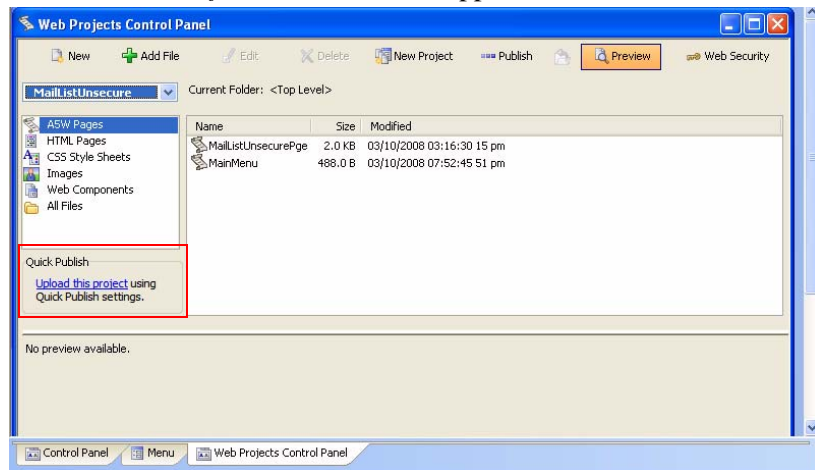 Web Projects Control Panel
New Add File Edit Delete New Project Publish Preview Web Security
MailListUnsecure Current Folder: <Top Level>
A5W Pages
HTML Pages
CSS Style Sheets
Images
Web Components
All Files
Name Size Modified
MailListUnsecurePge 2.0 KB 03/10/2008 03:16:30 15 pm
MainMenu 488.0 B 03/10/2008 07:52:45 51 pm
Quick Publish
Upload this project using
Quick Publish settings.
No preview available.
Control Panel Menu Web Projects Control Panel